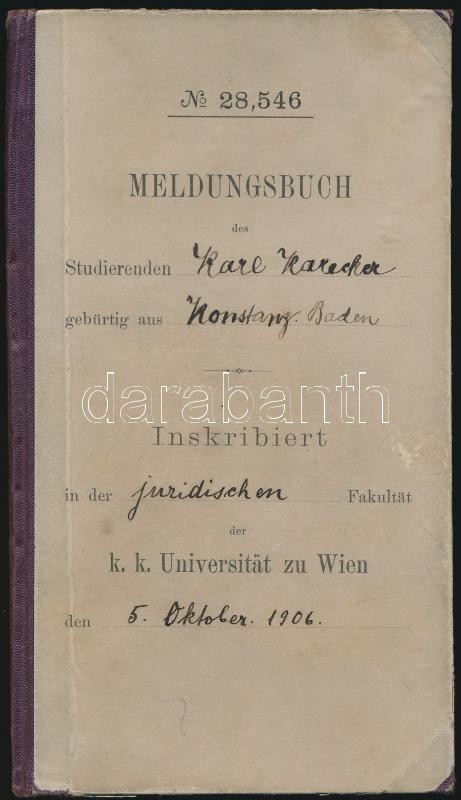 № 28,546
MELDUNGSBUCH
des
Studierenden Karl Karecher
gebürtig aus Konstanz. Baden
darabanth
Inskribiert
in der juridischen Fakultät
der
k. k. Universität zu Wien
den 5. Oktober. 1906.